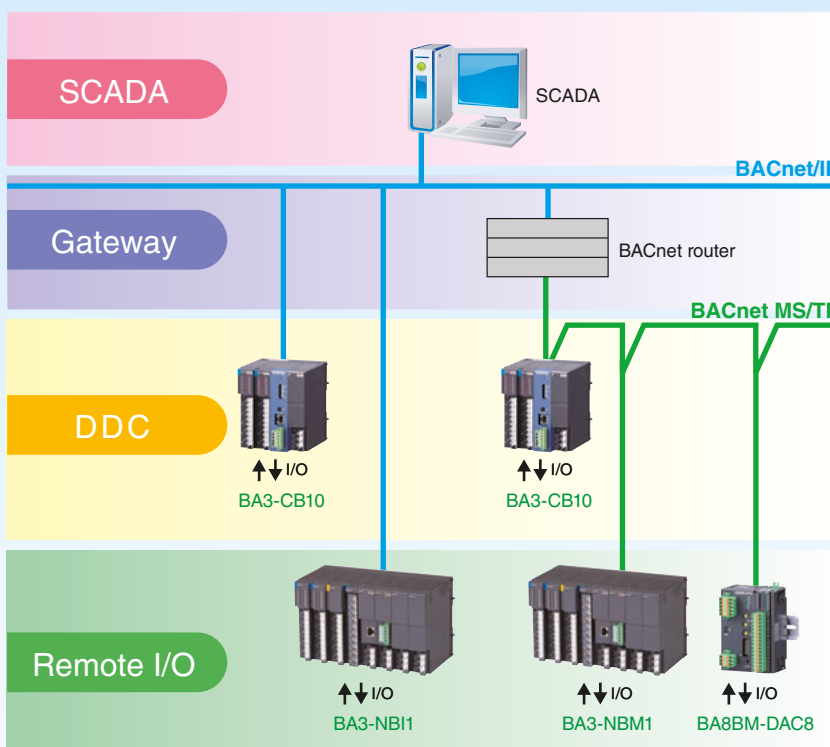 SCADA
SCADA
BACnet/I
Gateway
BACnet router
BACnet MS/T
DDC
I/O
I/O
BA3-CB10
BA3-CB10
Remote I/O
I/O
I/O
I/O
BA3-NBI1
BA3-NBM1
BA8BM-DAC8